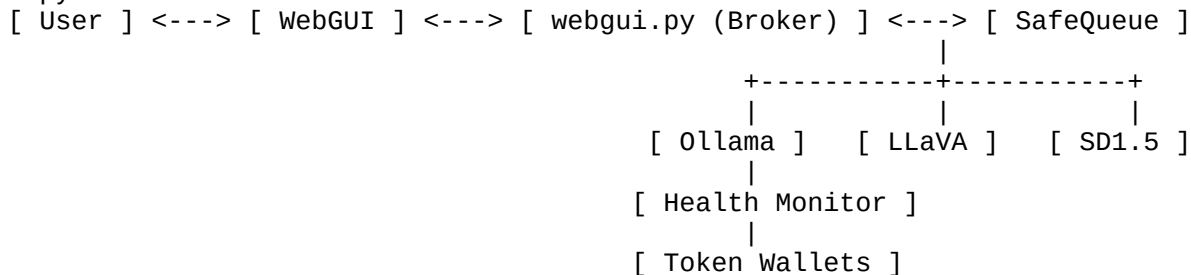 [ User ] <---> [ WebGUI ] <---> [ webgui.py (Broker) ] <---> [ SafeQueue ]
|
+-----------+-----------+
| | |
[ Ollama ] [ LLaVA ] [ SD1.5 ]
|
[ Health Monitor ]
|
[ Token Wallets ]